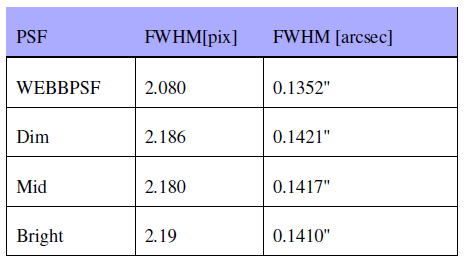 PSF FWHM[pix] FWHM [arcsec]
WEBBPSF 2.080 0.1352"
Dim 2.186 0.1421"
Mid 2.180 0.1417"
Bright 2.19 0.1410"